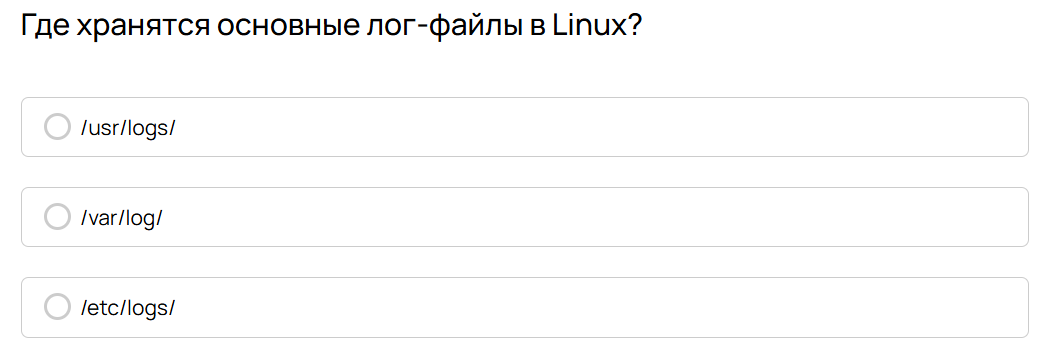 Где хранятся основные лог-файлы в Linux?
/usr/logs/
/var/log/
/etc/logs/